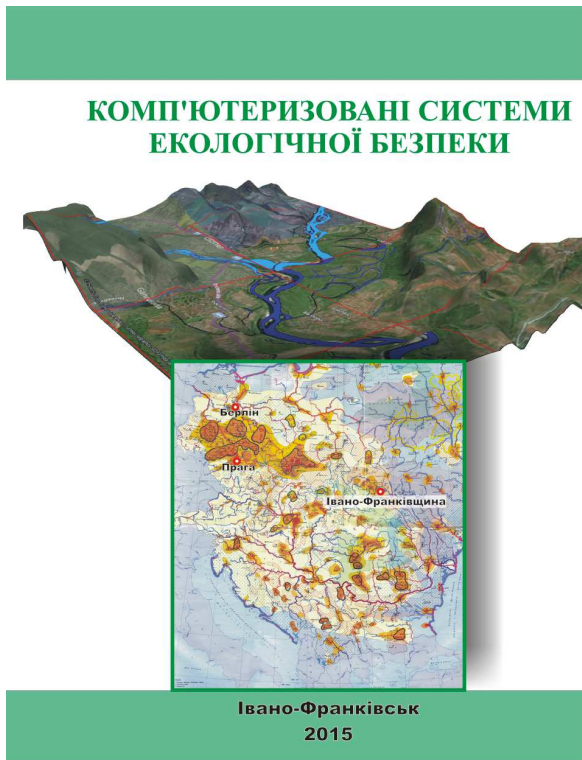 КОМП'ЮТЕРИЗОВАНІ СИСТЕМИ
ЕКОЛОГІЧНОЇ БЕЗПЕКИ
Берлін
Прага
Івано-Франківщина
Івано-Франківськ
2015